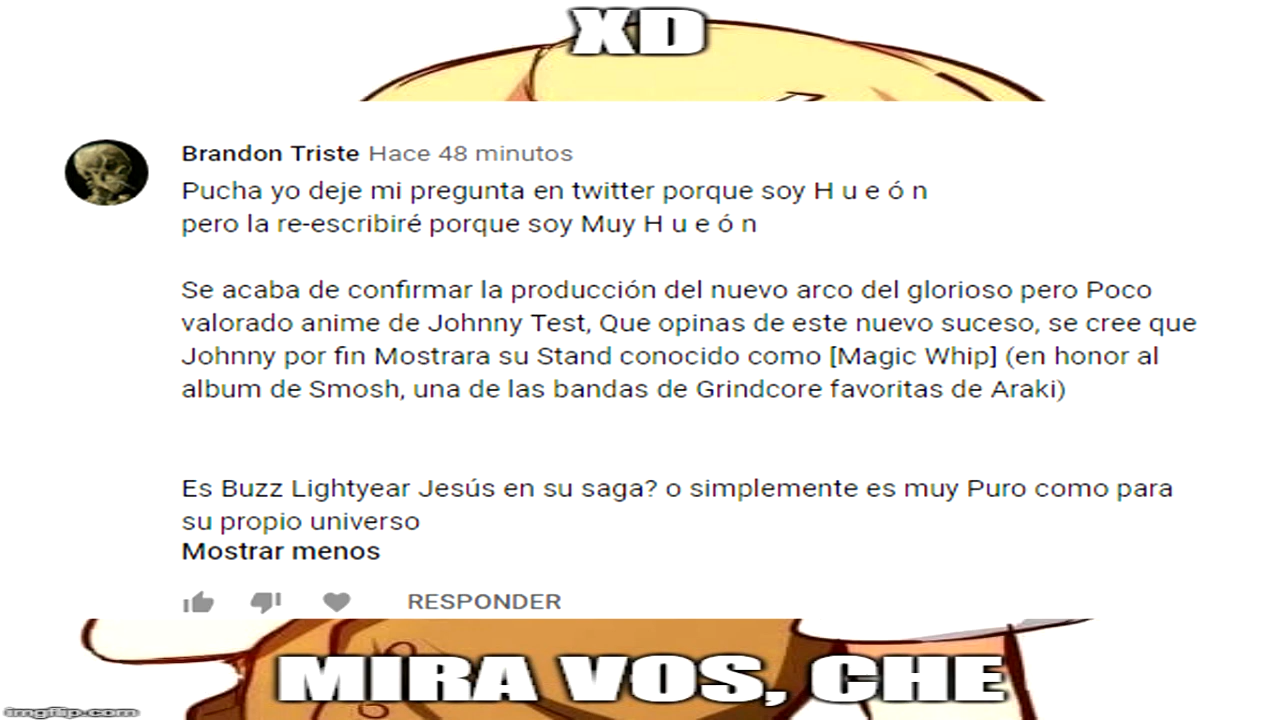 XD
Brandon Triste Hace 48 minutos
Pucha yo deje mi pregunta en twitter porque soy H u e ó n
pero la re-escribiré porque soy Muy H u e ó n
Se acaba de confirmar la producción del nuevo arco del glorioso pero Poco
valorado anime de Johnny Test, Que opinas de este nuevo suceso, se cree que
Johnny por fin Mostrara su Stand conocido como [Magic Whip] (en honor al
album de Smosh, una de las bandas de Grindcore favoritas de Araki)
Es Buzz Lightyear Jesús en su saga? o simplemente es muy Puro como para
su propio universo
Mostrar menos
RESPONDER
MIRA VOS, CHE
imgflip.com